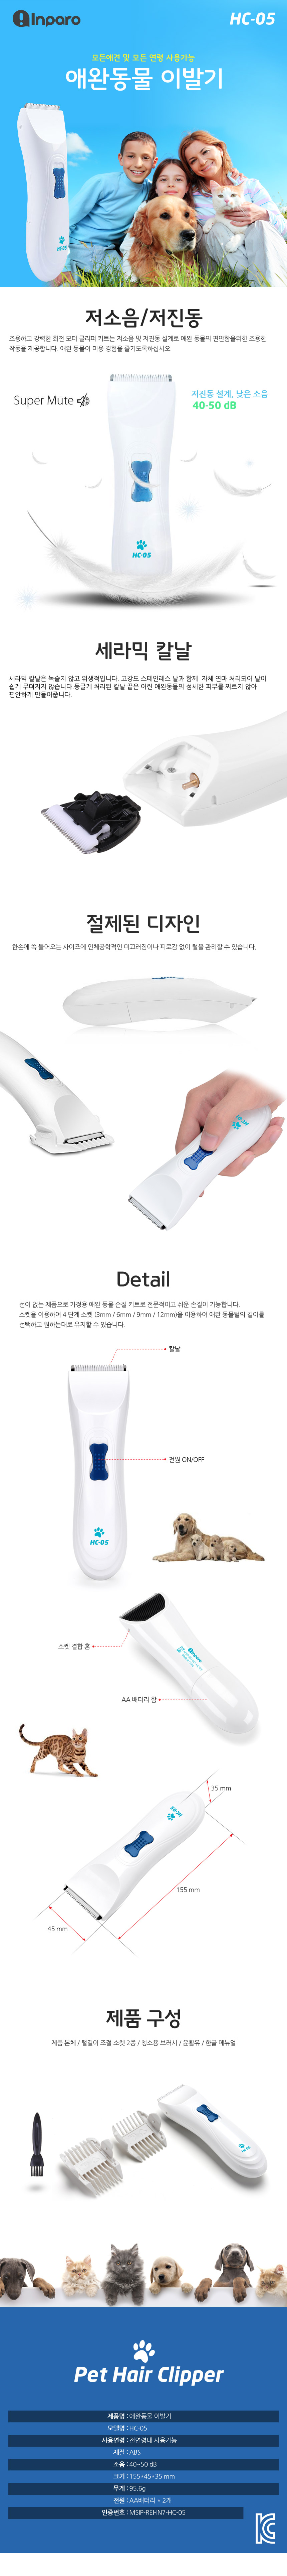 Inparo
HC-05
모든애견 및 모든 연령 사용가능
애완동물 이발기
저소음/저진동
조용하고 강력한 회전 모터 클리퍼 키트는 저소음 및 저진동 설계로 애완 동물의 편안함을위한 조용한
작동을 제공합니다. 애완 동물이 미용 경험을 즐기도록하십시오
Super Mute
저진동 설계, 낮은 소음
40-50 dB
HC-05
세라믹 칼날
세라믹 칼날은 녹슬지 않고 위생적입니다. 고강도 스테인레스 날과 함께 자체 연마 처리되어 날이
쉽게 무뎌지지 않습니다.둥글게 처리된 칼날 끝은 어린 애완동물의 섬세한 피부를 찌르지 않아
편안하게 만들어줍니다.
절제된 디자인
한손에 쏙 들어오는 사이즈에 인체공학적인 미끄러짐이나 피로감 없이 털을 관리할 수 있습니다.
HC-05
Detail
선이 없는 제품으로 가정용 애완 동물 손질 키트로 전문적이고 쉬운 손질이 가능합니다.
소켓을 이용하여 4 단계 소켓 (3mm / 6mm / 9mm / 12mm)을 이용하여 애완 동물털의 길이를
선택하고 원하는대로 유지할 수 있습니다.
칼날
전원 ON/OFF
HC-05
소켓 결합 홈
Inparo
AA 배터리 함
35 mm
HC-05
155 mm
45 mm
제품 구성
제품 본체 / 털길이 조절 소켓 2종 / 청소용 브러시 / 윤활유 / 한글 메뉴얼
HC-05
Pet Hair Clipper
제품명 : 애완동물 이발기
모델명 : HC-05
사용연령 : 전연령대 사용가능
재질 : ABS
소음 : 40~50 dB
크기 : 155*45*35 mm
무게 : 95.6g
전원 : AA배터리 * 2개
인증번호 : MSIP-REI-IN7-HC-05